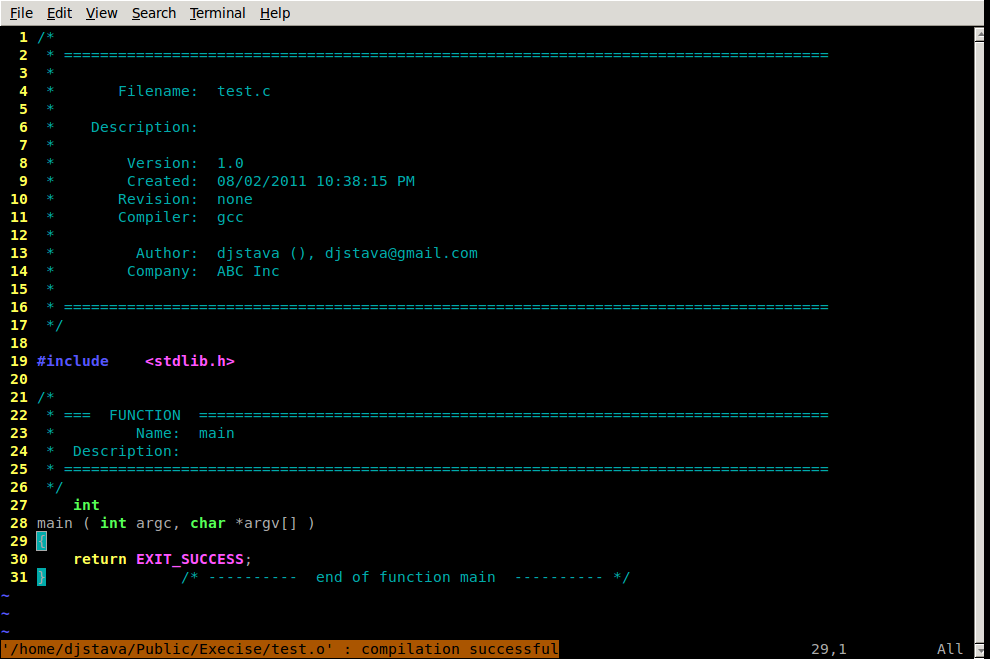 File Edit View Search Terminal Help
1 /*
2  * =====================================================================================
3  *
4  *       Filename:  test.c
5  *
6  *    Description:
7  *
8  *        Version:  1.0
9  *        Created:  08/02/2011 10:38:15 PM
10  *       Revision:  none
11  *       Compiler:  gcc
12  *
13  *         Author:  djstava (), djstava@gmail.com
14  *        Company:  ABC Inc
15  *
16  * =====================================================================================
17  */
18
19 #include    <stdlib.h>
20
21 /*
22  * ===  FUNCTION  ======================================================================
23  *         Name:  main
24  *  Description:
25  * =====================================================================================
26  */
27     int
28 main ( int argc, char *argv[] )
29 {
30     return EXIT_SUCCESS;
31 }               /* ----------  end of function main  ---------- */
~
~
~
'/home/djstava/Public/Execise/test.o' : compilation successful 29,1 All